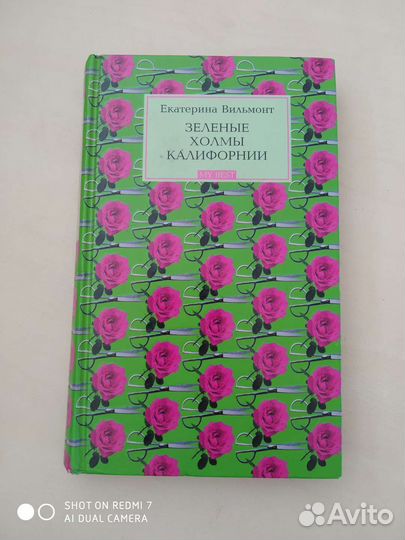 Екатерина Вильмонт
ЗЕЛЕНЫЕ
ХОЛМЫ
КАЛИФОРНИИ
MY BEST
SHOT ON REDMI 7
AI DUAL CAMERA
Avito